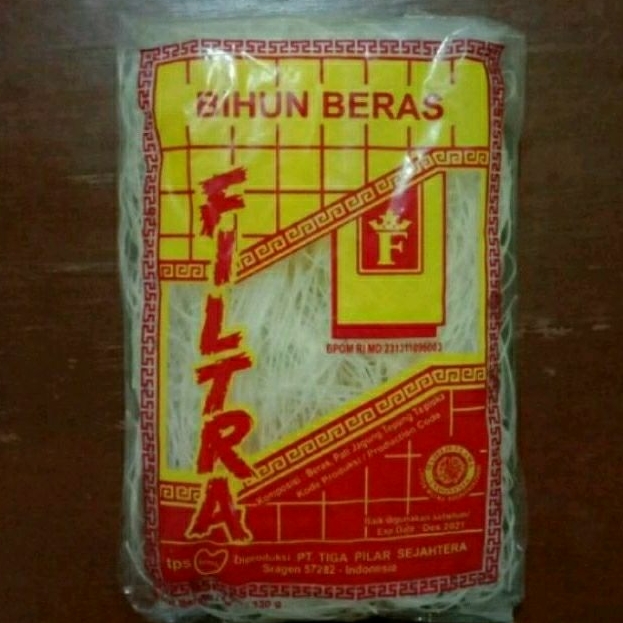 BIHUN BERAS
FILTRA
F
BPOM RI MD 231311096003
Komposisi : Beras, Pati Jagung, Tepung Tapioka
Kode Produksi / Production Code
Baik digunakan sebelum/
Exp Date : Des 2021
tps
Diproduksi PT. TIGA PILAR SEJAHTERA
Sragen 57282 - Indonesia